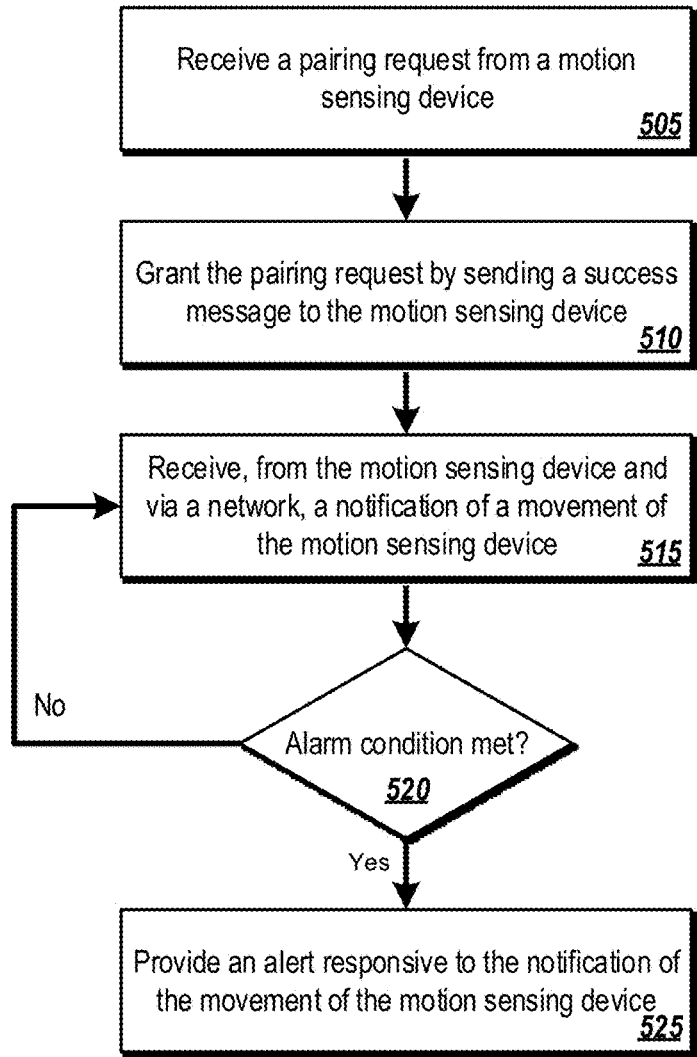 Receive a pairing request from a motion
sensing device
505
Grant the pairing request by sending a success
message to the motion sensing device
510
Receive, from the motion sensing device and
via a network, a notification of a movement of
the motion sensing device
515
No
Alarm condition met?
520
Yes
Provide an alert responsive to the notification of
the movement of the motion sensing device
525